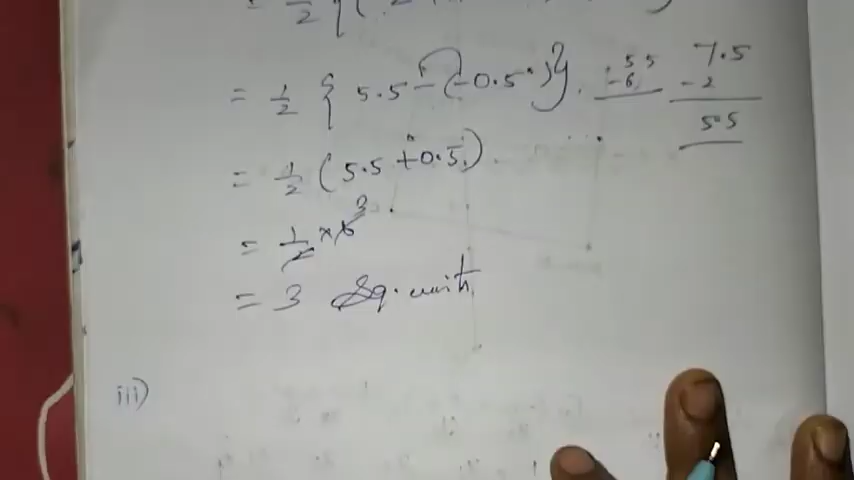 = 1/2 { 5.5 - (-0.5) }
5.5
-6
7.5
-2
5.5
= 1/2 (5.5 + 0.5)
= 1/2 × 6 3
= 3 Sq. units
iii)